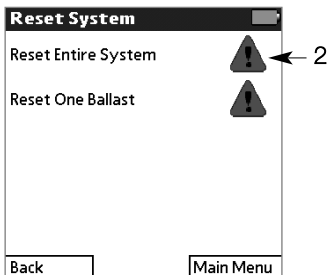 Reset System
Reset Entire System
2
Reset One Ballast
Back Main Menu